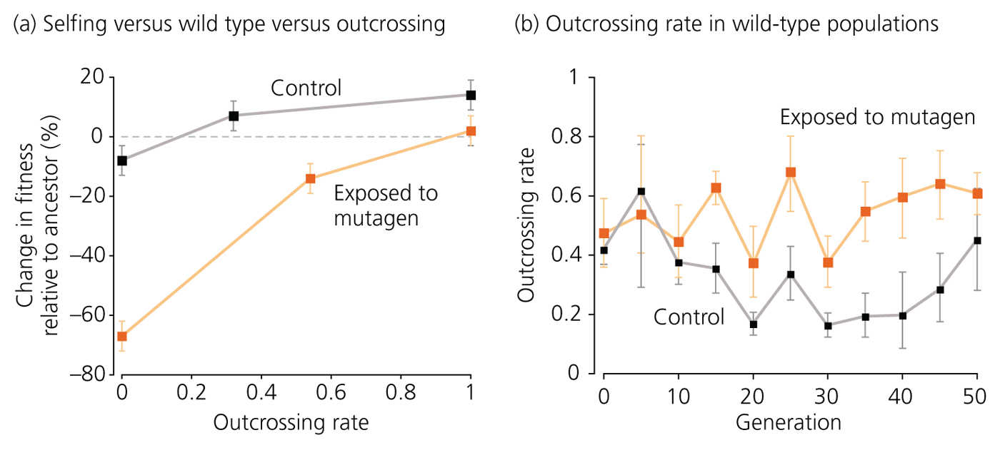 (a) Selfing versus wild type versus outcrossing
Change in fitness
relative to ancestor (%)
20
0
–20
–40
–60
–80
Control
Exposed to
mutagen
0 0.2 0.4 0.6 0.8 1
Outcrossing rate
(b) Outcrossing rate in wild-type populations
Outcrossing rate
1
0.8
0.6
0.4
0.2
0
Exposed to mutagen
Control
0 10 20 30 40 50
Generation